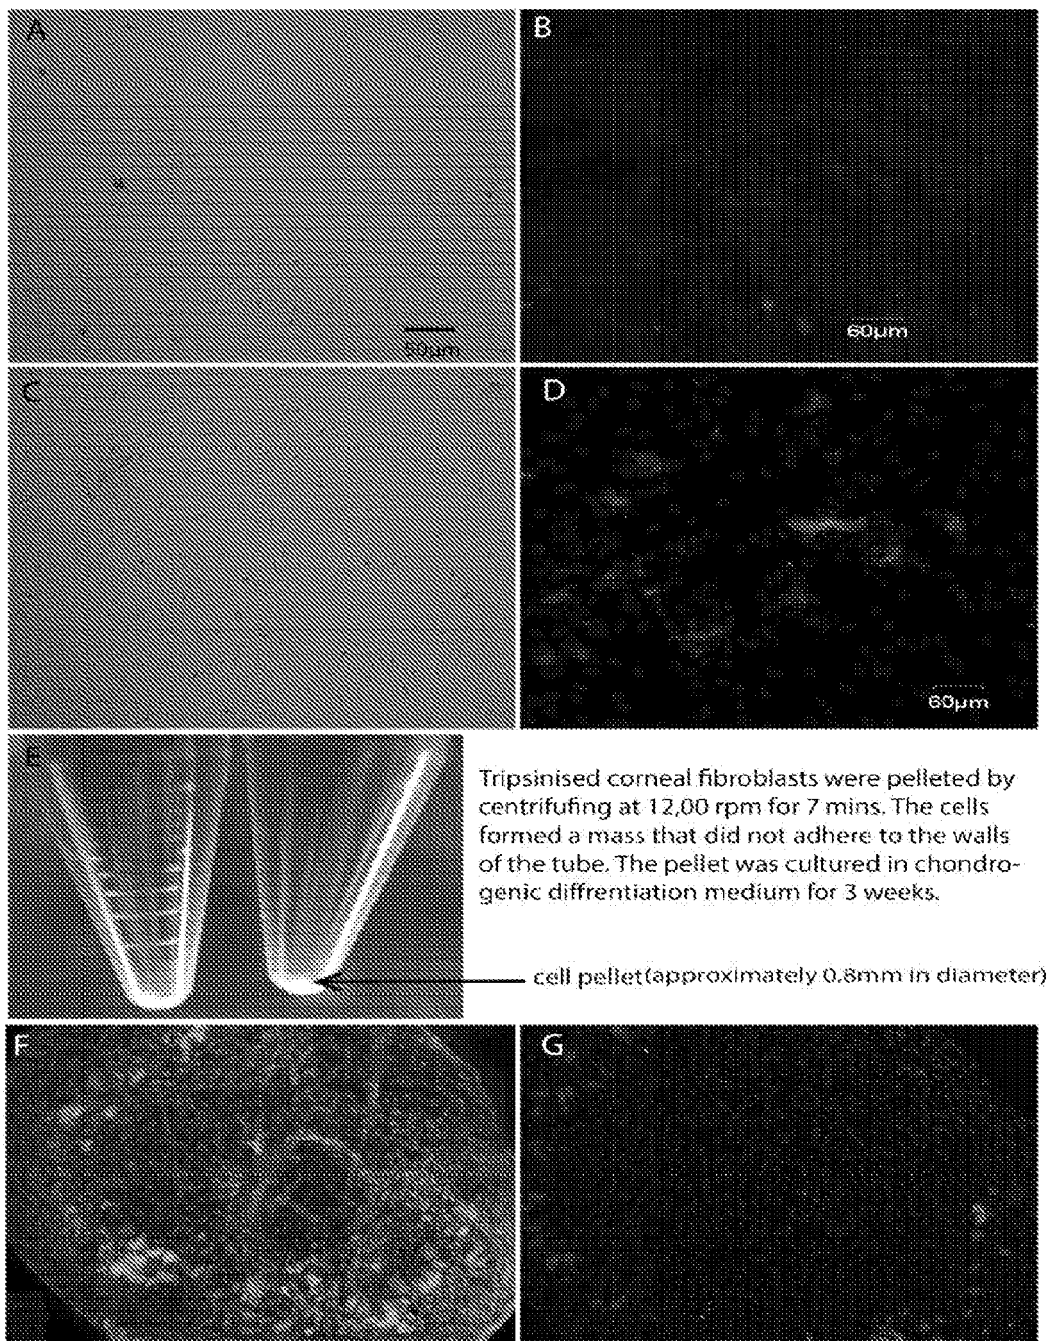 A
B
50μm
60μm
C
D
60μm
E
Tripsinised corneal fibroblasts were pelleted by
centrifufing at 12,00 rpm for 7 mins. The cells
formed a mass that did not adhere to the walls
of the tube. The pellet was cultured in chondro-
genic diffrentiation medium for 3 weeks.
cell pellet(approximately 0.8mm in diameter)
F
G